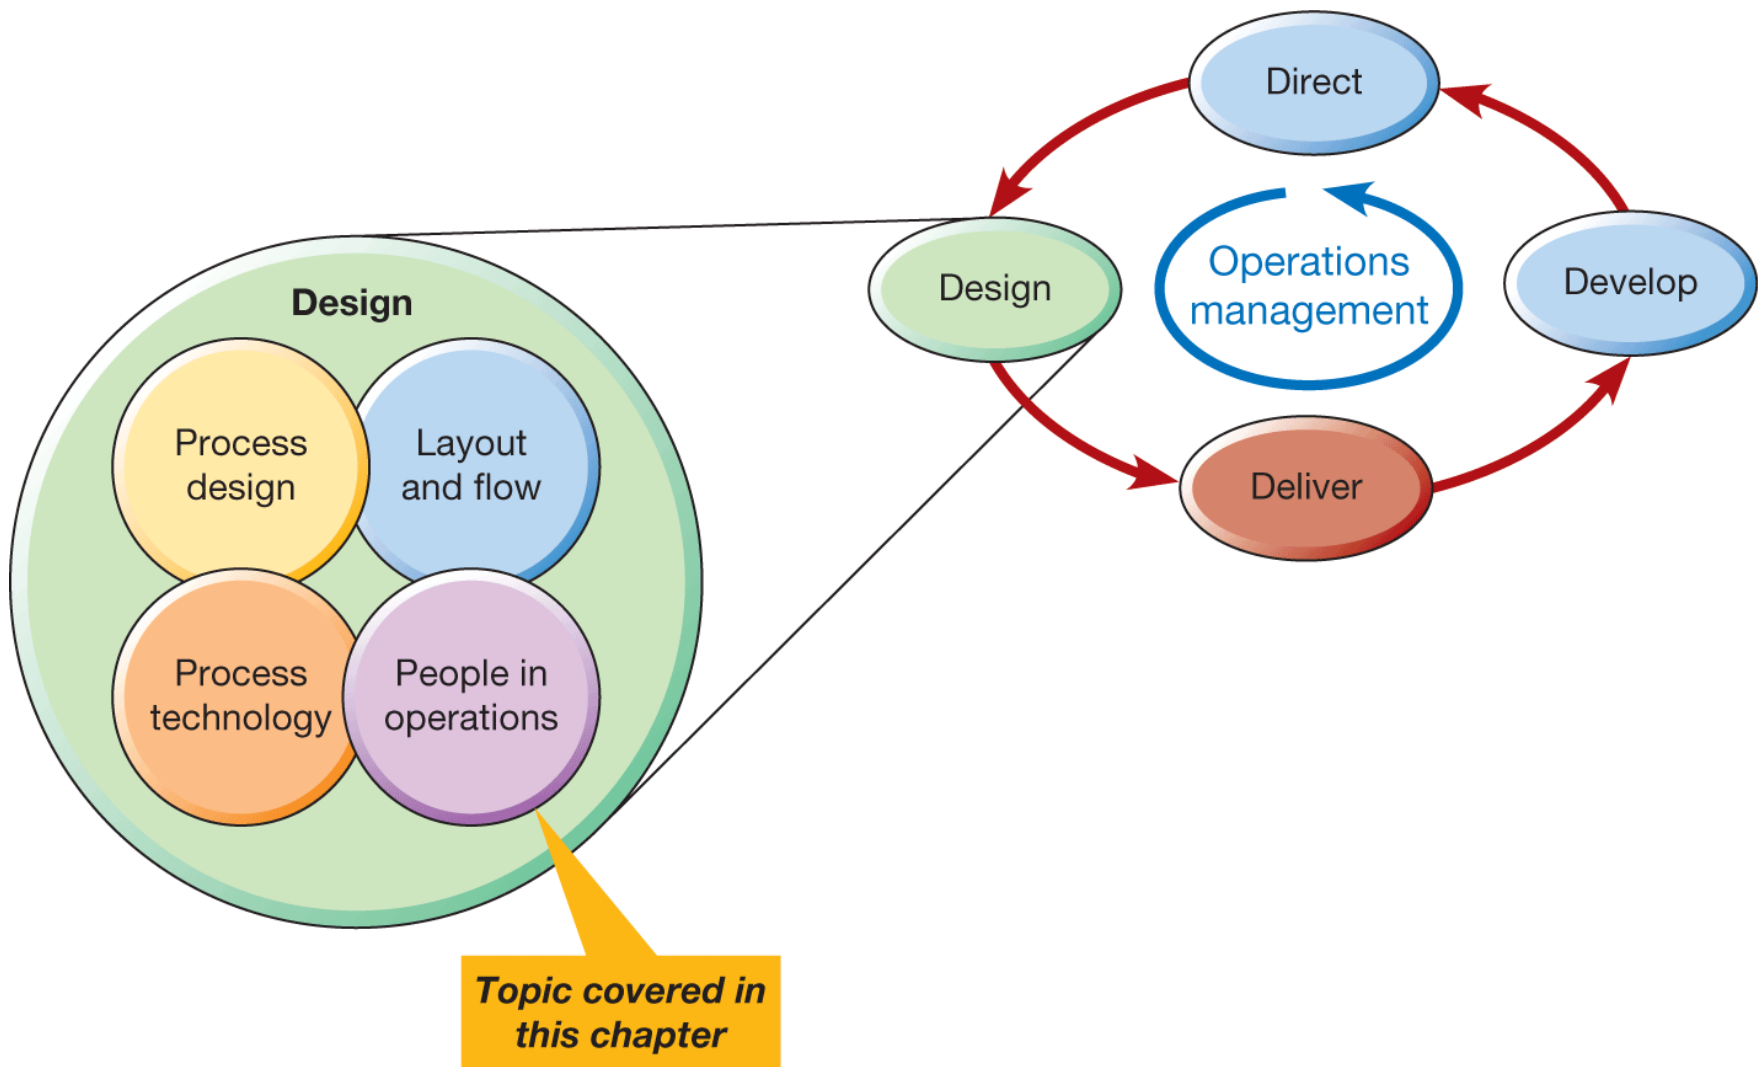 Direct
Operations
management
Design
Develop
Deliver
Design
Process
design
Layout
and flow
Process
technology
People in
operations
Topic covered in
this chapter